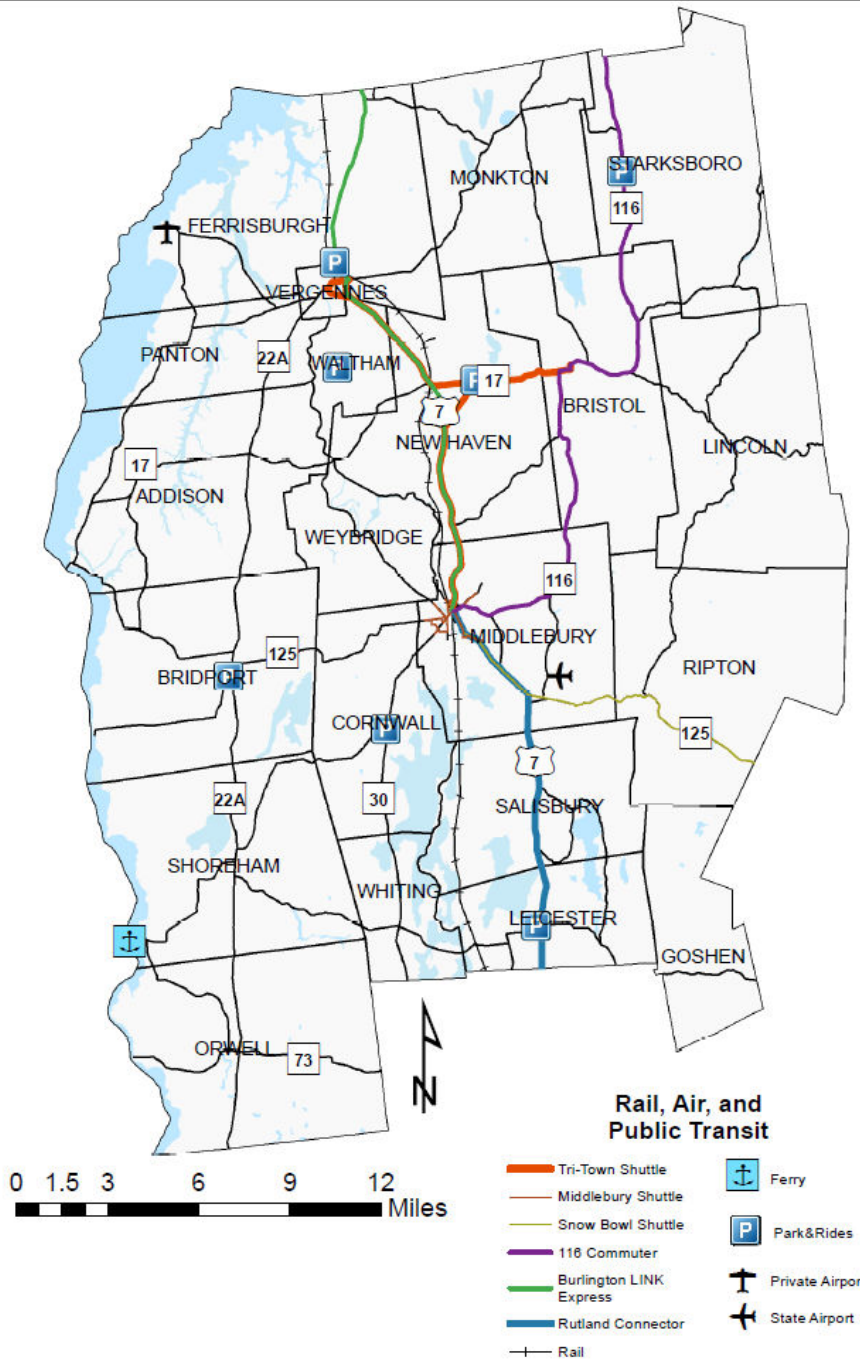 STARKSBORO
P
MONKTON
116
FERRISBURGH
P
VERGENNES
PANTON
22A
WALTHAM
P
P
17
7
BRISTOL
NEW HAVEN
LINCOLN
17
ADDISON
WEYBRIDGE
116
MIDDLEBURY
125
RIPTON
BRIDPORT
CORNWALL
P
125
7
22A
30
SALISBURY
SHOREHAM
WHITING
LEICESTER
P
GOSHEN
ORWELL
73
N
Rail, Air, and
Public Transit
Tri-Town Shuttle
Ferry
0 1.5 3 6 9 12
Miles
Middlebury Shuttle
Snow Bowl Shuttle
P Park&Rides
116 Commuter
Burlington LINK
Express
Private Airpor
State Airport
Rutland Connector
Rail